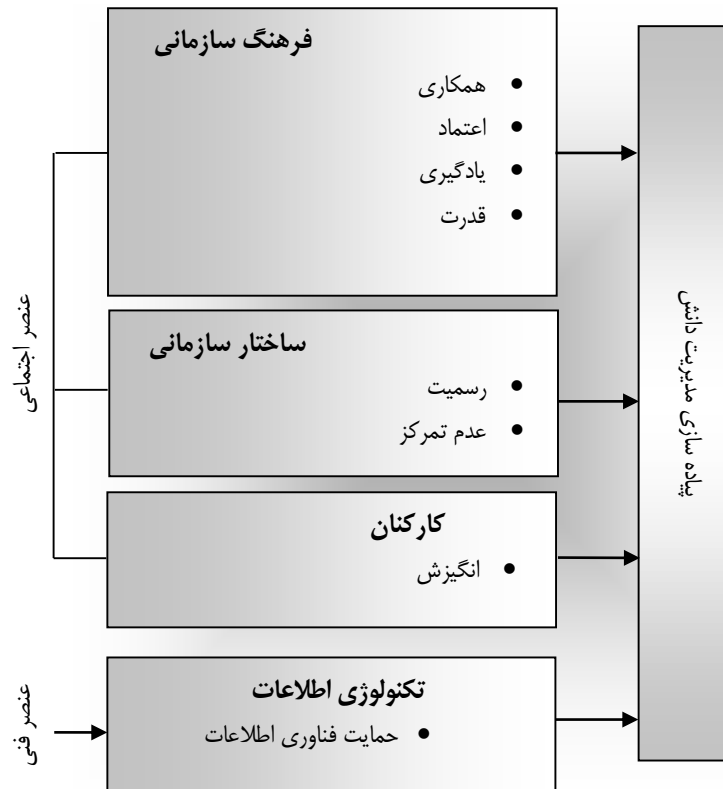 فرهنگ سازمانی
• همکاری
• اعتماد
• یادگیری
• قدرت
ساختار سازمانی
• رسمیت
• عدم تمرکز
کارکنان
• انگیزش
تکنولوژی اطلاعات
• حمایت فناوری اطلاعات
پیاده سازی مدیریت دانش
عنصر اجتماعی
عنصر فنی